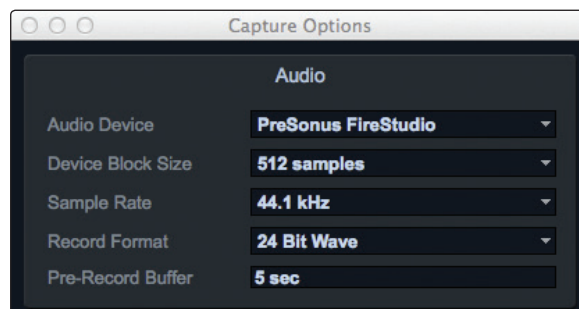 Capture Options
Audio
Audio Device PreSonus FireStudio
Device Block Size 512 samples
Sample Rate 44.1 kHz
Record Format 24 Bit Wave
Pre-Record Buffer 5 sec